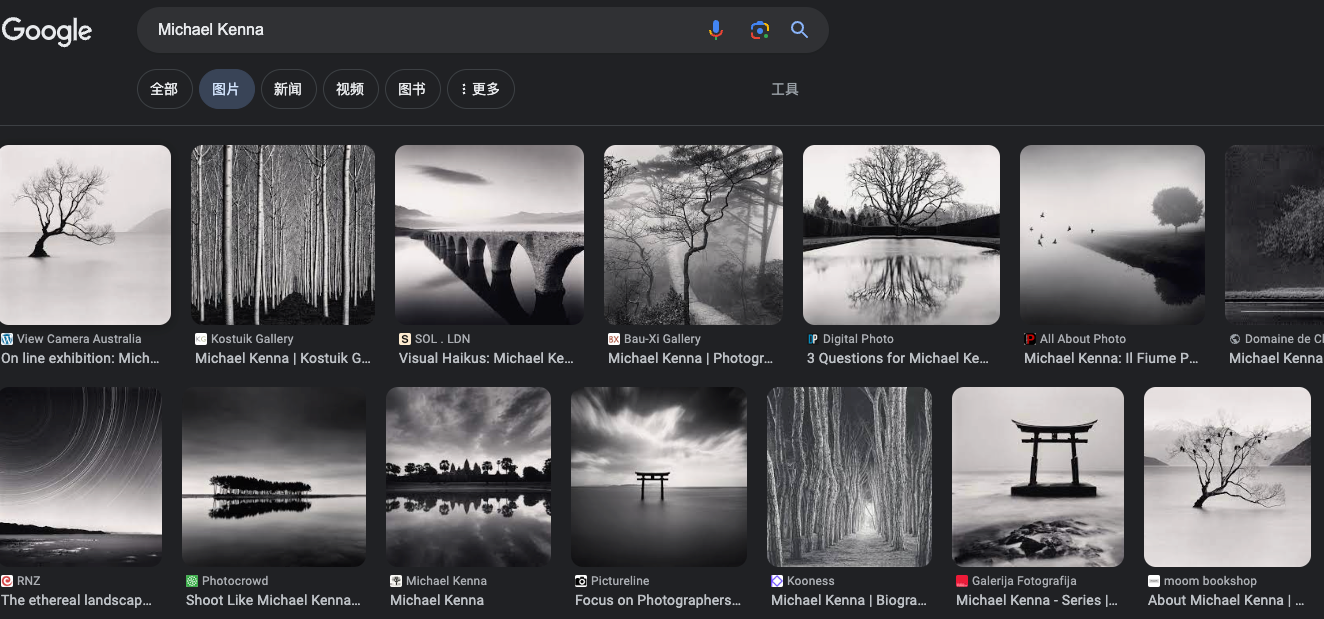 Google
Michael Kenna
全部
图片
新闻
视频
图书
更多
工具
View Camera Australia
On line exhibition: Mich...
Kostuik Gallery
Michael Kenna | Kostuik G...
SOL . LDN
Visual Haikus: Michael Ke...
Bau-Xi Gallery
Michael Kenna | Photogr...
Digital Photo
3 Questions for Michael Ke...
All About Photo
Michael Kenna: Il Fiume P...
Domaine de Ch
Michael Kenna
RNZ
The ethereal landscap...
Photocrowd
Shoot Like Michael Kenna...
Michael Kenna
Michael Kenna
Pictureline
Focus on Photographers...
Kooness
Michael Kenna | Biogra...
Galerija Fotografija
Michael Kenna - Series |...
moom bookshop
About Michael Kenna | ...